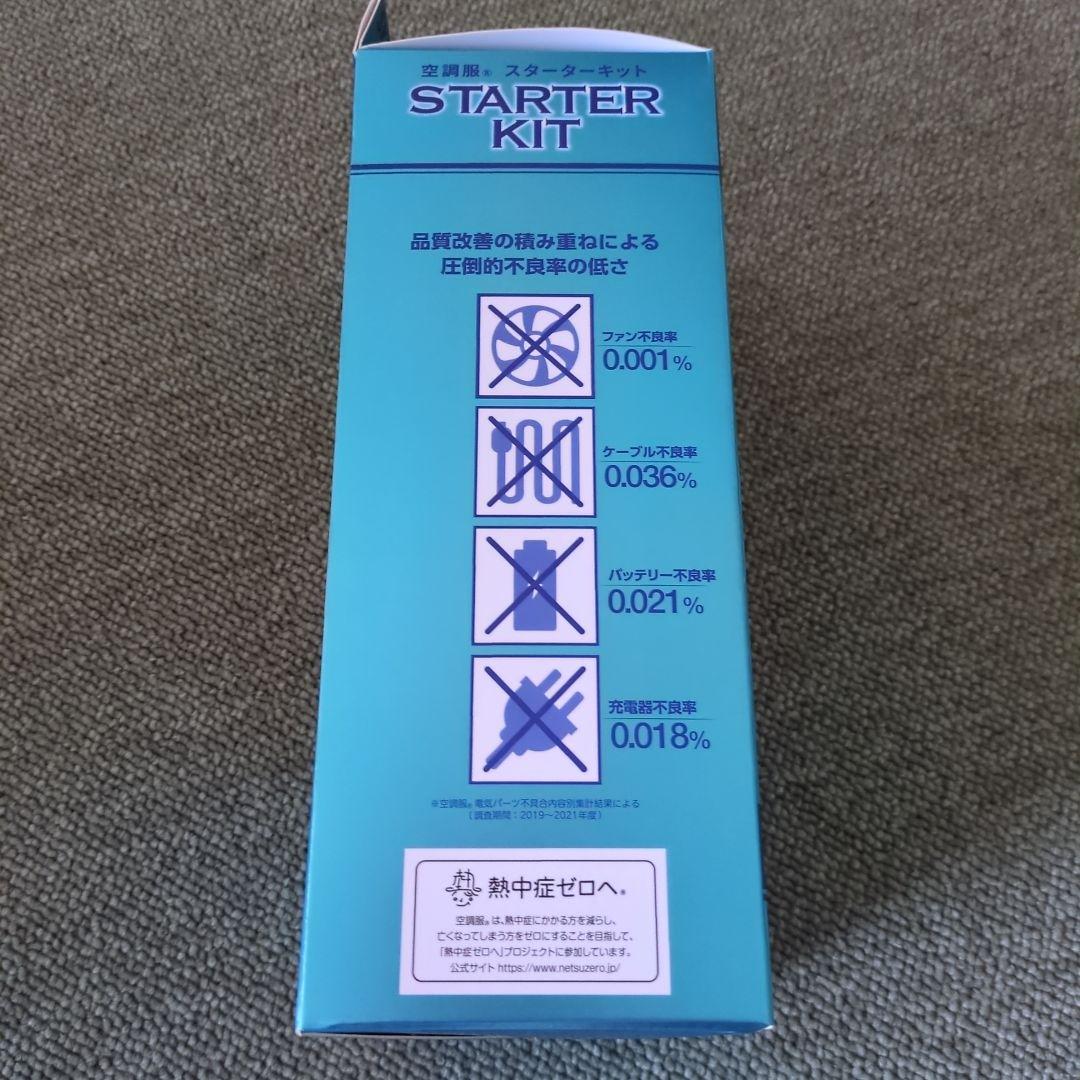 空調服® スターターキット
STARTER
KIT
品質改善の積み重ねによる
圧倒的不良率の低さ
ファン不良率
0.001%
ケーブル不良率
0.036%
バッテリー不良率
0.021%
充電器不良率
0.018%
※空調服® 電気パーツ不具合内容別集計結果による
(調査期間:2019〜2021年度)
熱中症ゼロへ®
空調服® は、熱中症にかかる方を減らし、
亡くなってしまう方をゼロにすることを目指して、
「熱中症ゼロへ」プロジェクトに参加しています。
公式サイト https://www.netsuzero.jp/